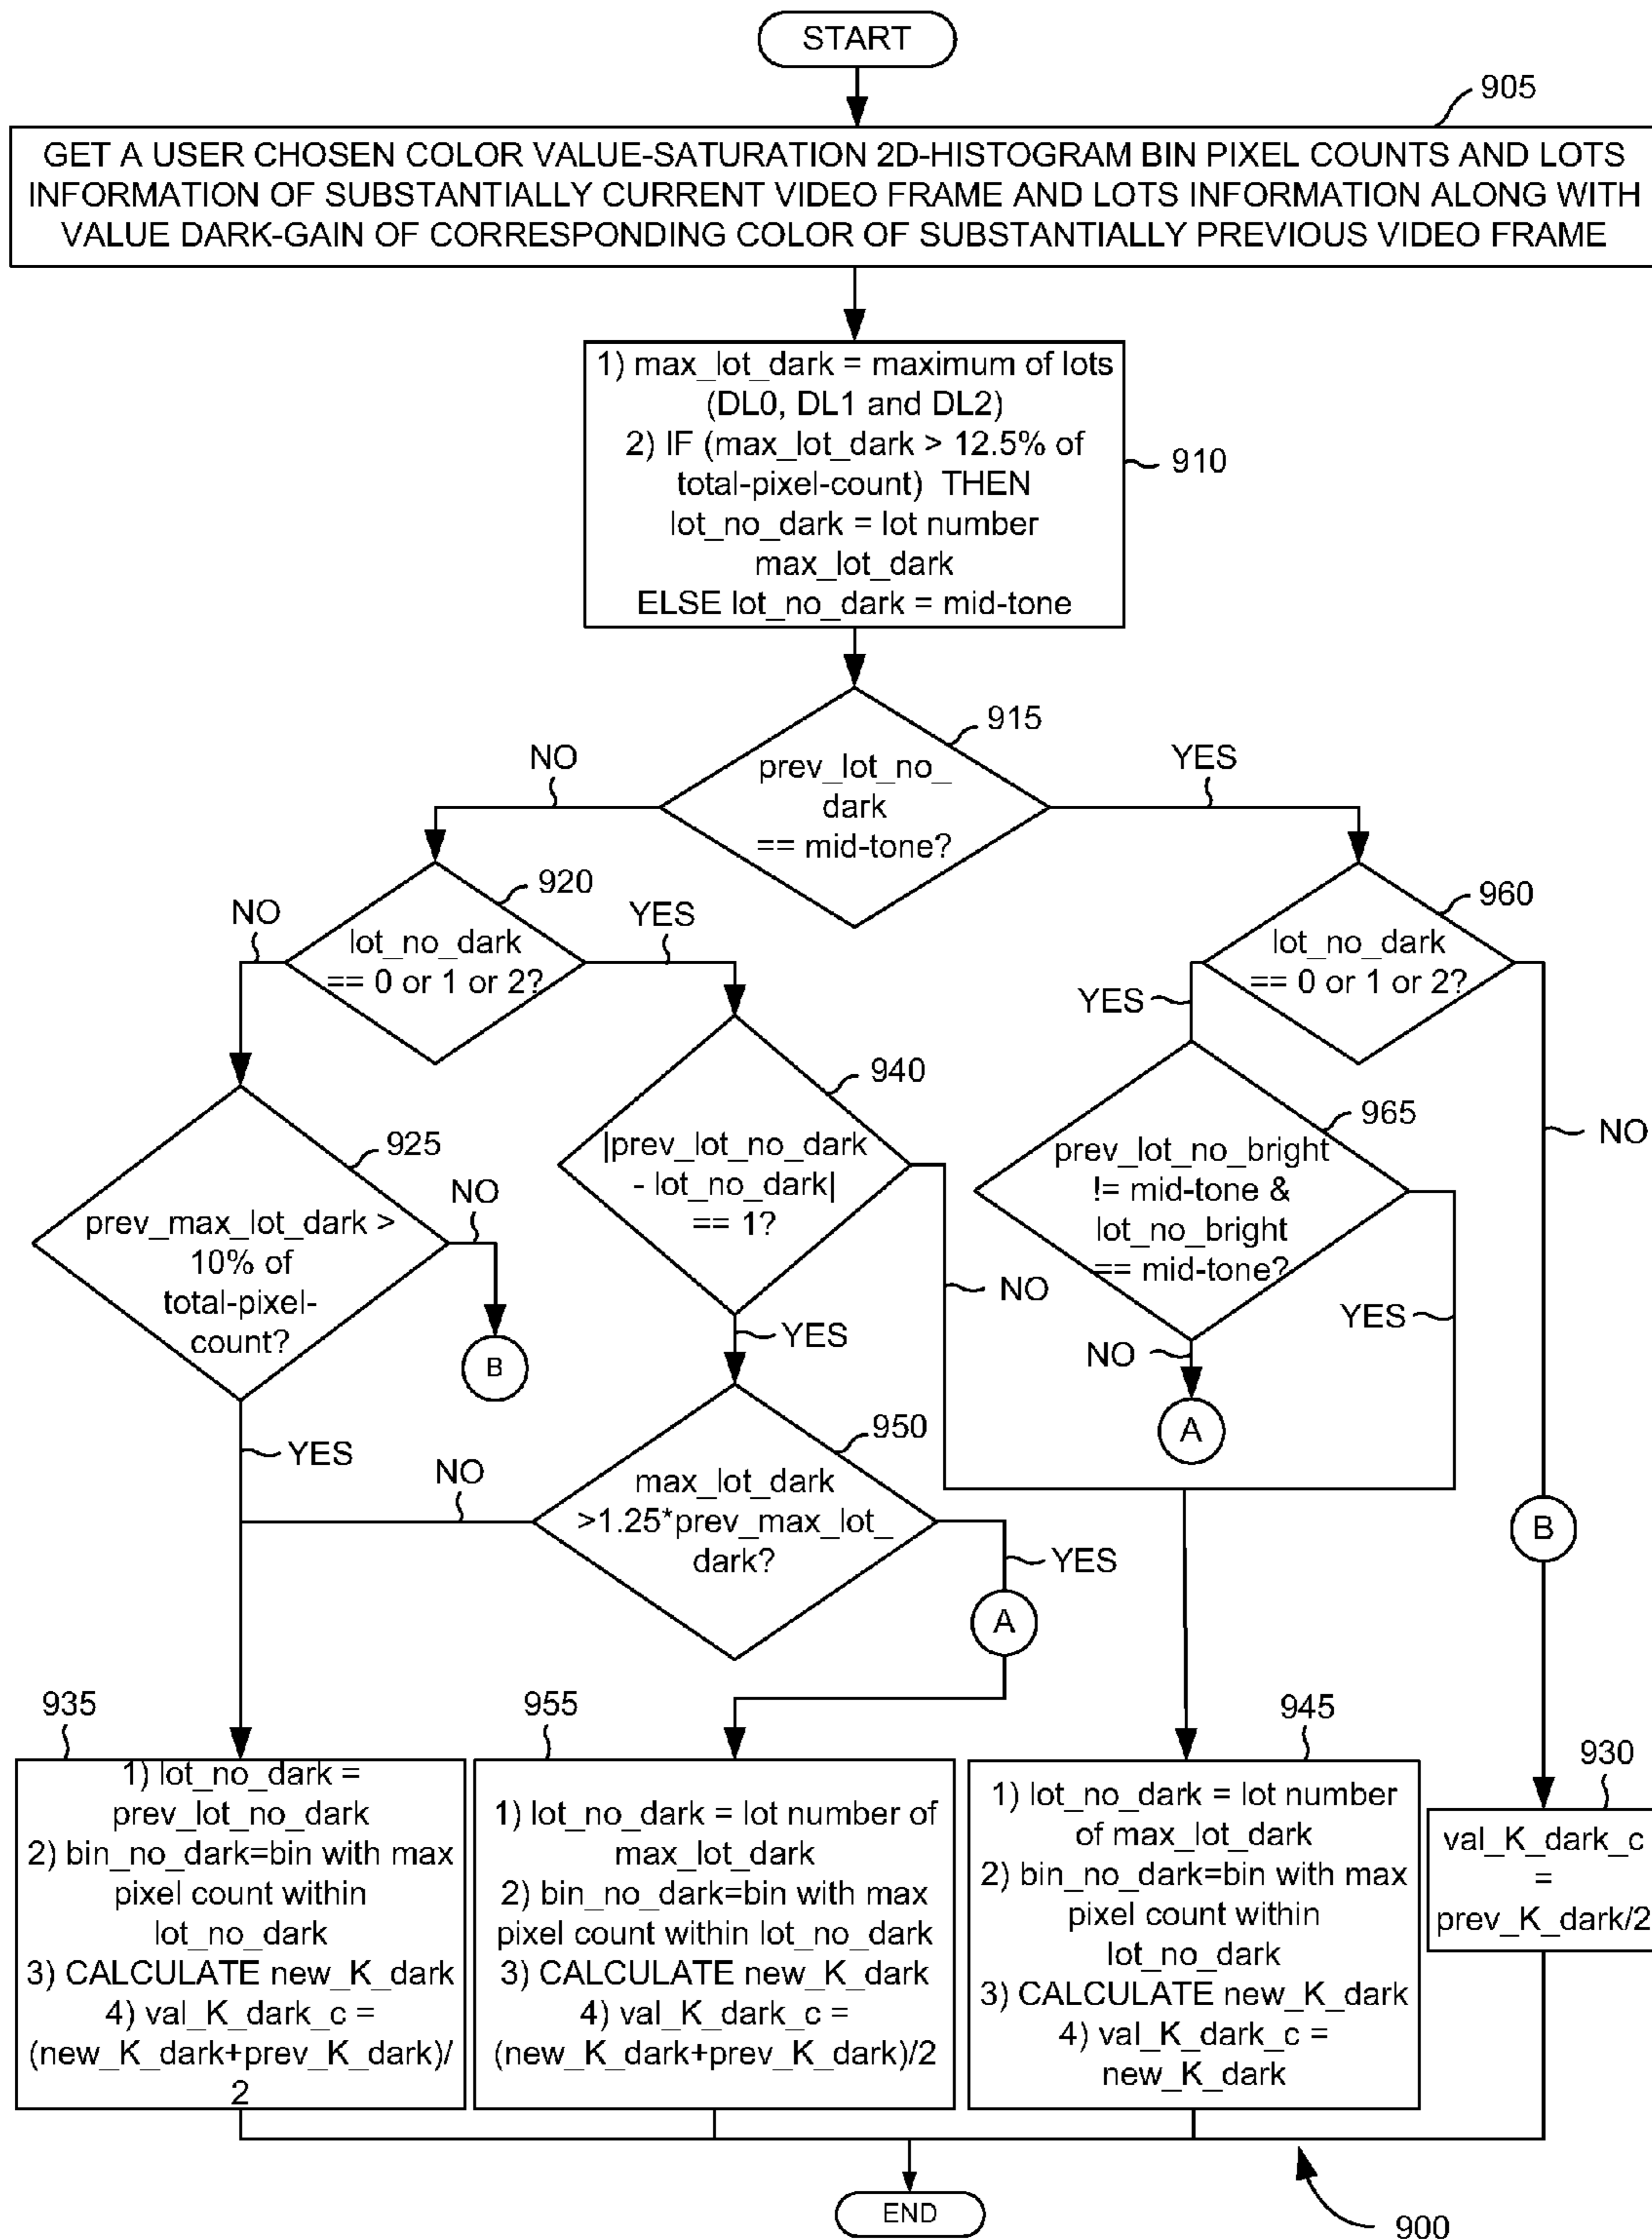 START
905
GET A USER CHOSEN COLOR VALUE-SATURATION 2D-HISTOGRAM BIN PIXEL COUNTS AND LOTS
INFORMATION OF SUBSTANTIALLY CURRENT VIDEO FRAME AND LOTS INFORMATION ALONG WITH
VALUE DARK-GAIN OF CORRESPONDING COLOR OF SUBSTANTIALLY PREVIOUS VIDEO FRAME
1) max_lot_dark = maximum of lots
(DL0, DL1 and DL2)
2) IF (max_lot_dark > 12.5% of
total-pixel-count) THEN
lot_no_dark = lot number
max_lot_dark
ELSE lot_no_dark = mid-tone
910
915
prev_lot_no_
dark
== mid-tone?
NO
YES
920
lot_no_dark
== 0 or 1 or 2?
NO
YES
960
lot_no_dark
== 0 or 1 or 2?
YES
NO
925
prev_max_lot_dark >
10% of
total-pixel-
count?
NO
B
YES
940
|prev_lot_no_dark
- lot_no_dark|
== 1?
NO
YES
965
prev_lot_no_bright
!= mid-tone &
lot_no_bright
== mid-tone?
YES
NO
A
950
max_lot_dark
>1.25*prev_max_lot_
dark?
NO
YES
A
B
935
1) lot_no_dark =
prev_lot_no_dark
2) bin_no_dark=bin with max
pixel count within
lot_no_dark
3) CALCULATE new_K_dark
4) val_K_dark_c =
(new_K_dark+prev_K_dark)/
2
955
1) lot_no_dark = lot number of
max_lot_dark
2) bin_no_dark=bin with max
pixel count within lot_no_dark
3) CALCULATE new_K_dark
4) val_K_dark_c =
(new_K_dark+prev_K_dark)/2
945
1) lot_no_dark = lot number
of max_lot_dark
2) bin_no_dark=bin with max
pixel count within
lot_no_dark
3) CALCULATE new_K_dark
4) val_K_dark_c =
new_K_dark
930
val_K_dark_c
=
prev_K_dark/2
END
900